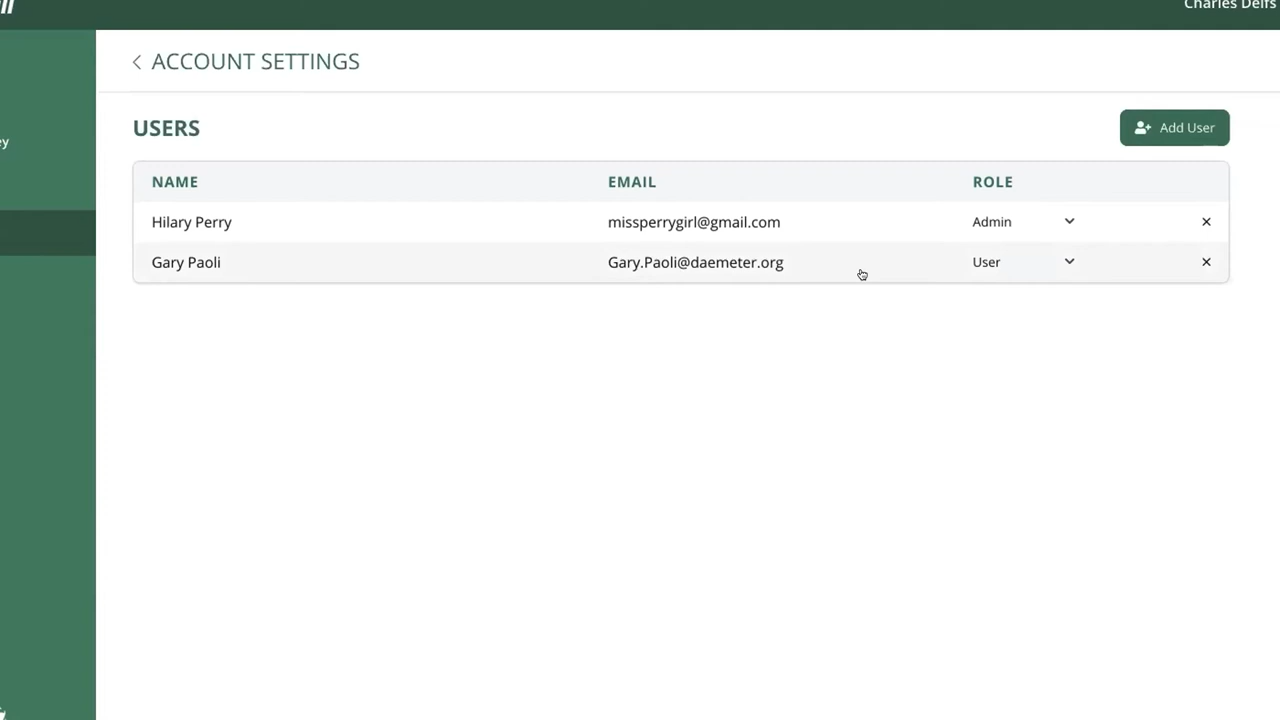 Charles Delfs
ACCOUNT SETTINGS
USERS
Add User
NAME EMAIL ROLE
Hilary Perry missperrygirl@gmail.com Admin
Gary Paoli Gary.Paoli@daemeter.org User